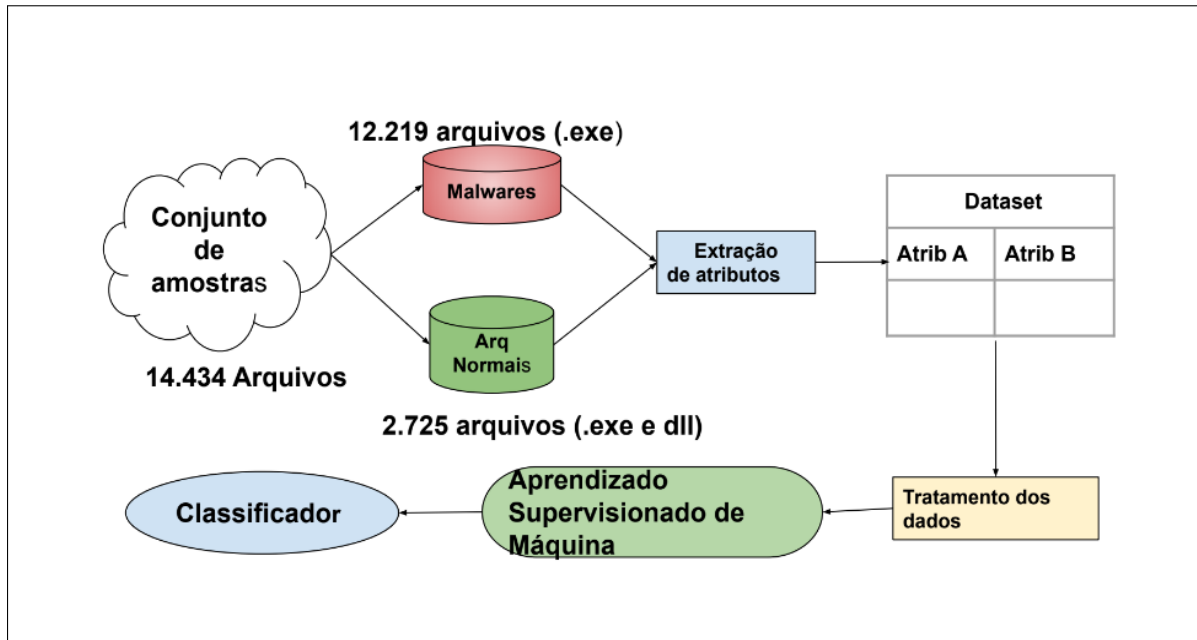 12.219 arquivos (.exe)
Malwares
Conjunto
de
amostras
14.434 Arquivos
Arq
Normais
2.725 arquivos (.exe e dll)
Extração
de atributos
Dataset
Atrib A Atrib B
Tratamento dos
dados
Aprendizado
Supervisionado de
Máquina
Classificador